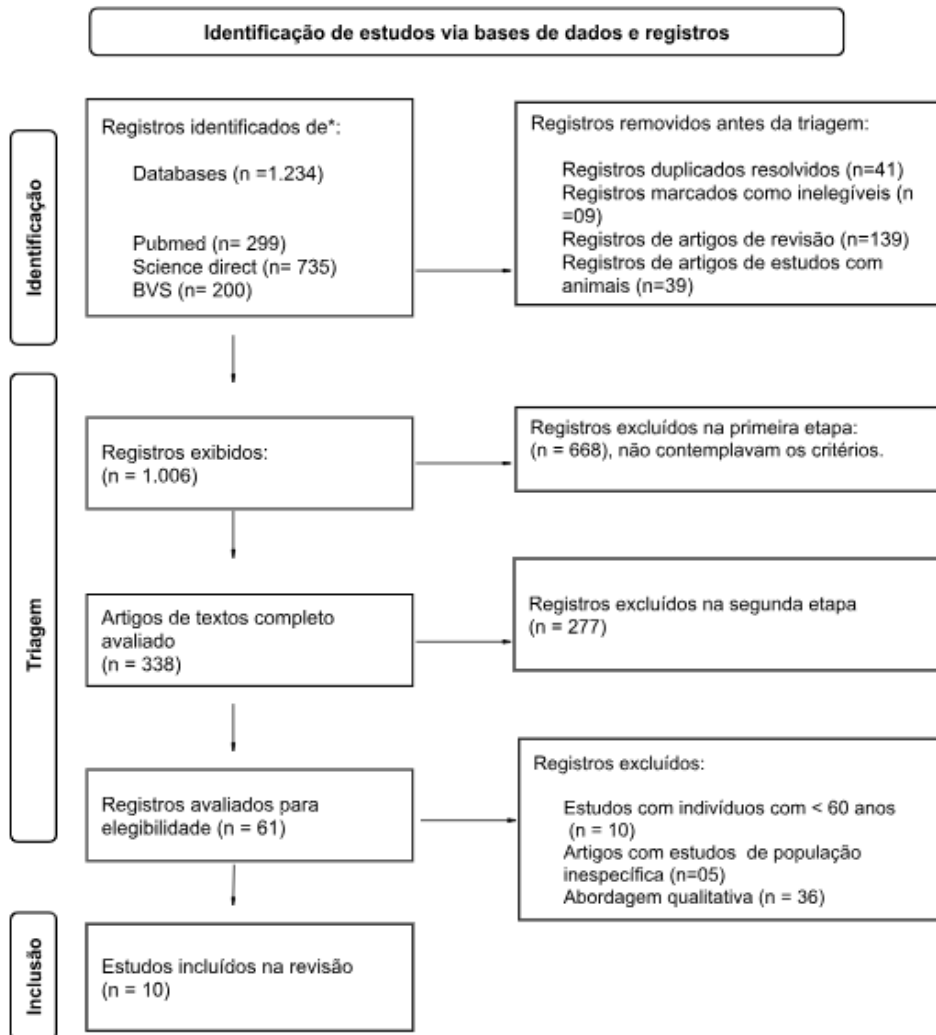 Identificação de estudos via bases de dados e registros
Identificação
Registros identificados de*:
Databases (n =1.234)
Pubmed (n= 299)
Science direct (n= 735)
BVS (n= 200)
Registros removidos antes da triagem:
Registros duplicados resolvidos (n=41)
Registros marcados como inelegíveis (n
=09)
Registros de artigos de revisão (n=139)
Registros de artigos de estudos com
animais (n=39)
Triagem
Registros exibidos:
(n = 1.006)
Registros excluídos na primeira etapa:
(n = 668), não contemplavam os critérios.
Artigos de textos completo
avaliado
(n = 338)
Registros excluídos na segunda etapa
(n = 277)
Registros avaliados para
elegibilidade (n = 61)
Registros excluídos:
Estudos com indivíduos com < 60 anos
(n = 10)
Artigos com estudos de população
inespecífica (n=05)
Abordagem qualitativa (n = 36)
Inclusão
Estudos incluídos na revisão
(n = 10)